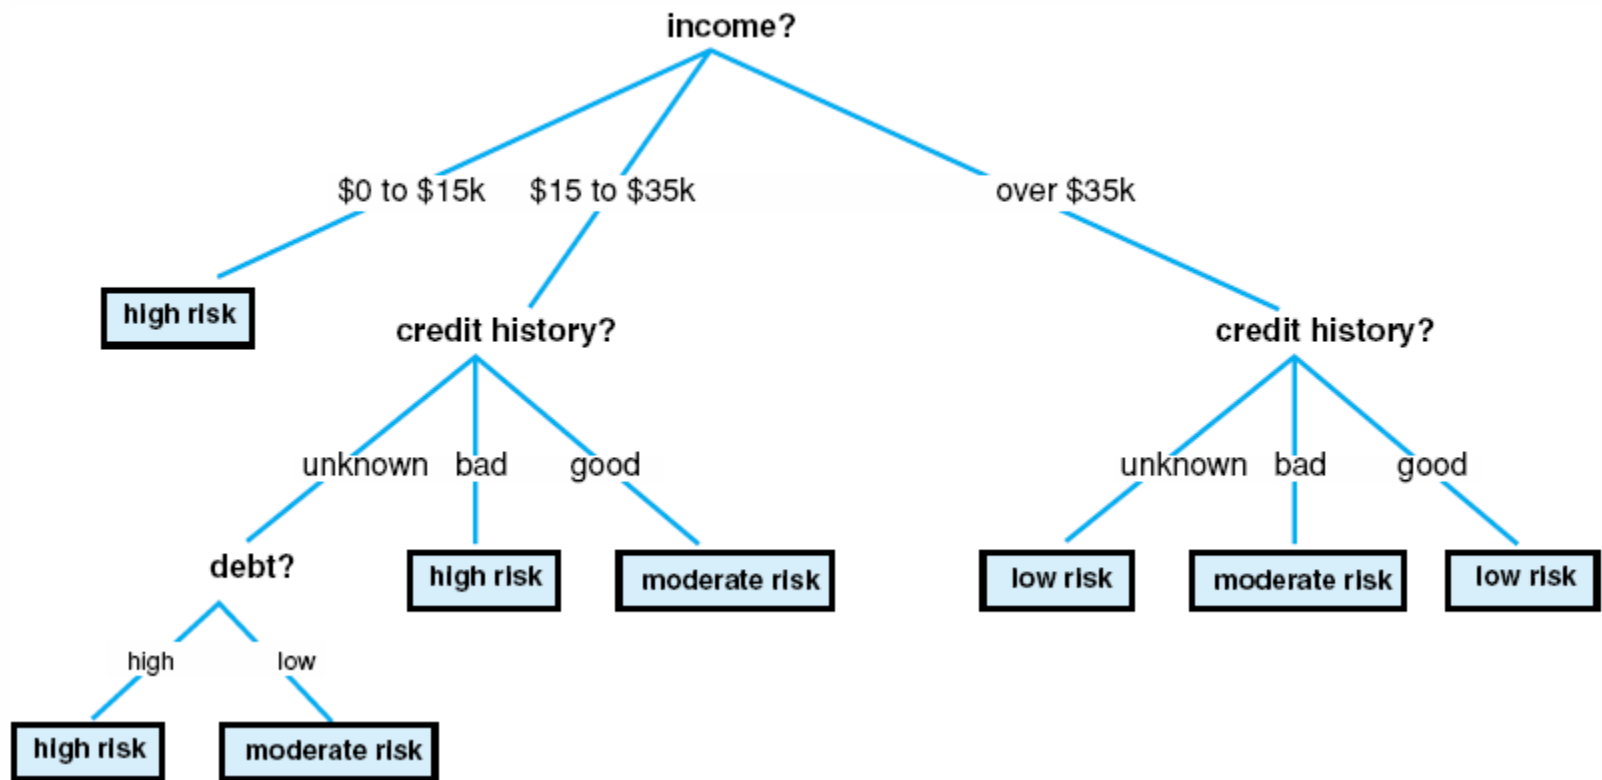 income?
$0 to $15k $15 to $35k over $35k
high risk
credit history? credit history?
unknown bad good unknown bad good
debt? high risk moderate risk low risk moderate risk low risk
high low
high risk moderate risk